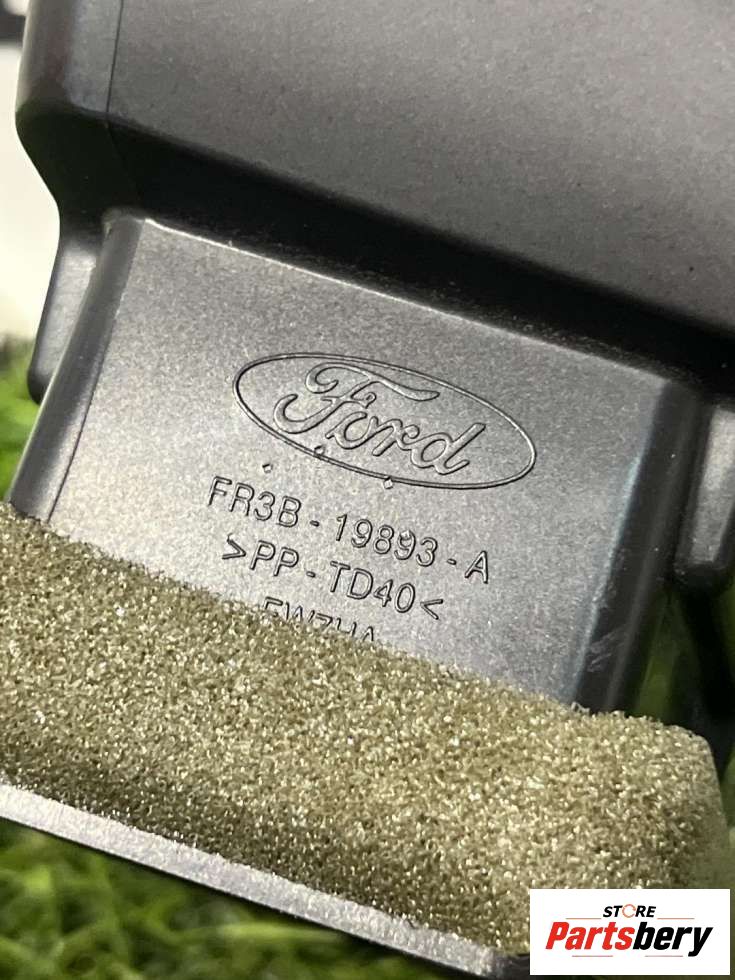 Ford
FR3B-19893-A
>PP-TD40<
STORE
Partsbery